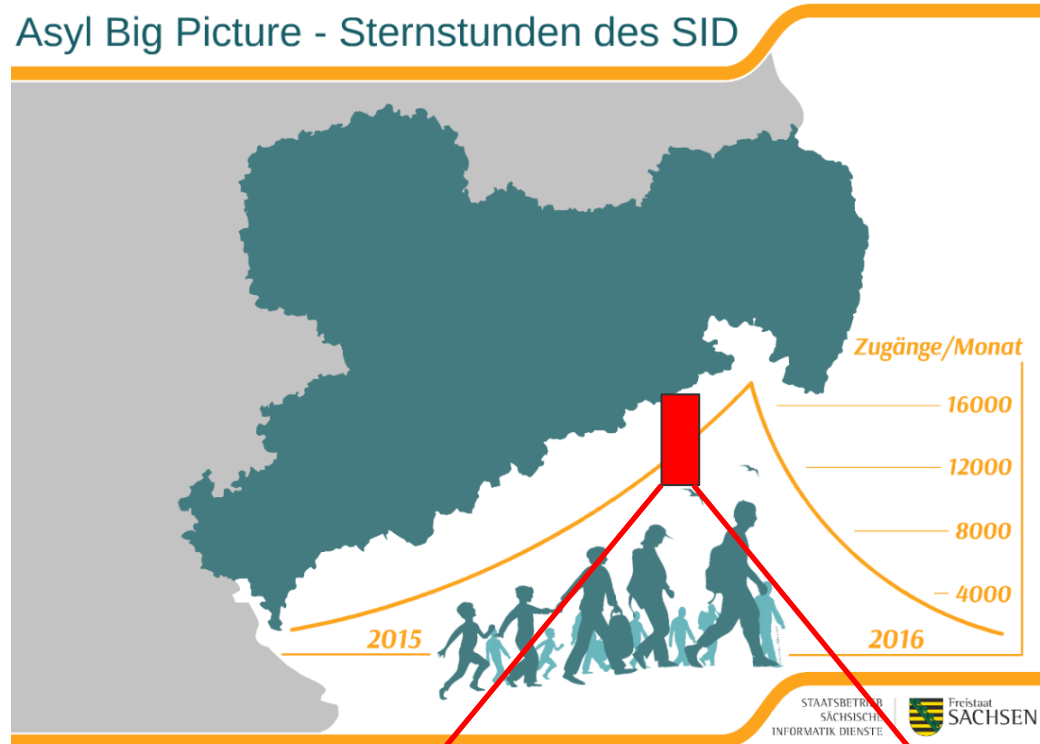 Asyl Big Picture - Sternstunden des SID
Zugänge/Monat
16000
12000
8000
4000
2015
2016
STAATSBETRIEB
SÄCHSISCHE
INFORMATIK DIENSTE
Freistaat
SACHSEN